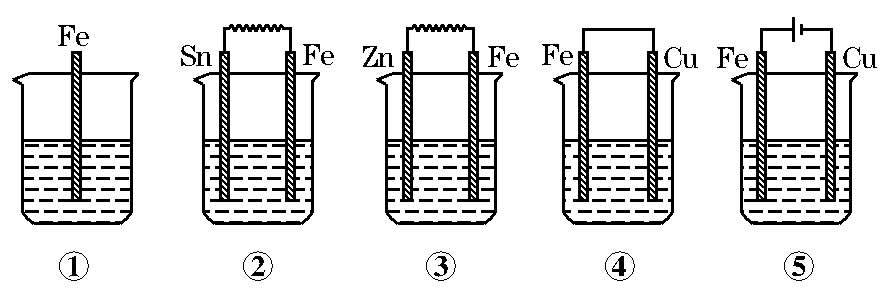 Fe
Sn Fe
Zn Fe
Fe Cu
Fe Cu
① ② ③ ④ ⑤